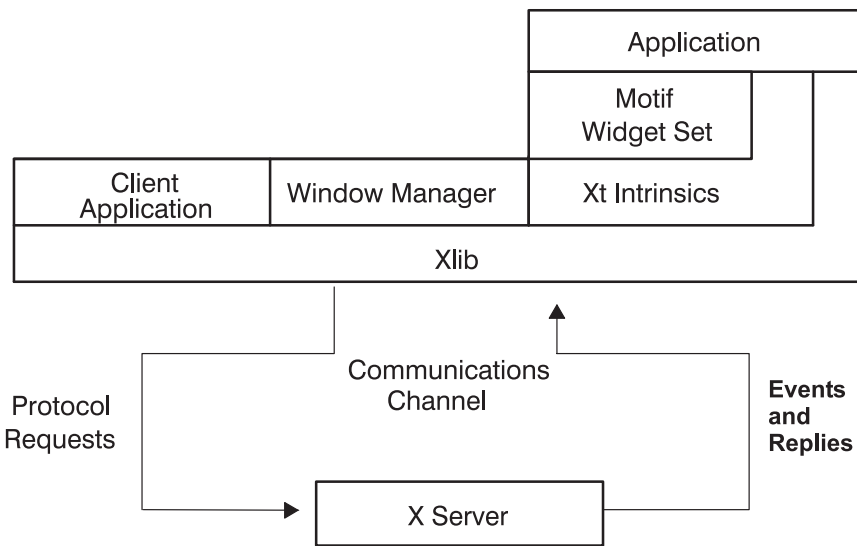 Application
Motif
Widget Set
Client
Application
Window Manager
Xt Intrinsics
Xlib
Communications
Channel
Protocol
Requests
Events
and
Replies
X Server